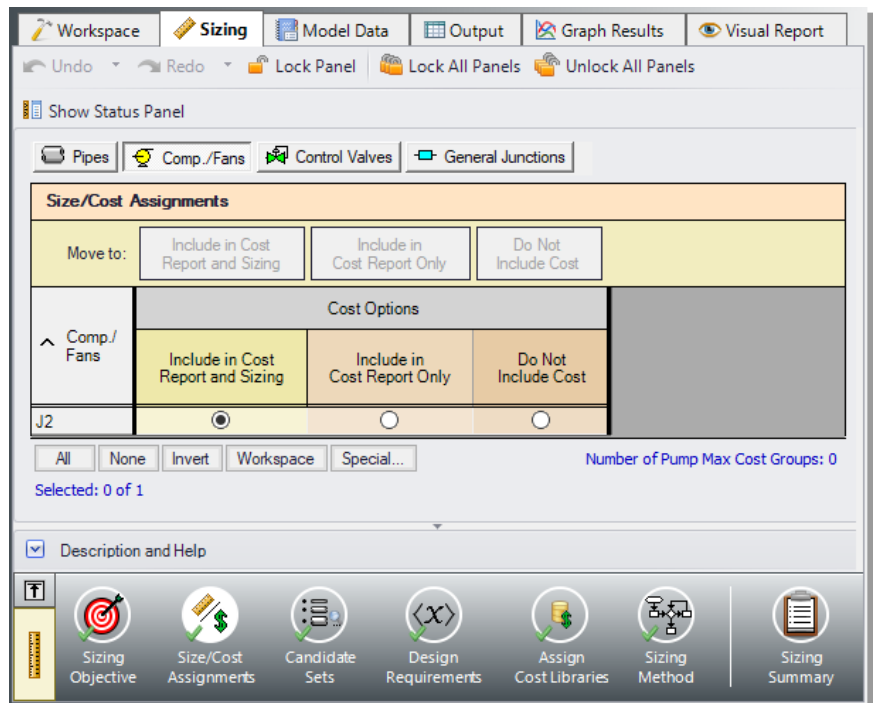 Workspace Sizing Model Data Output Graph Results Visual Report
Undo Redo Lock Panel Lock All Panels Unlock All Panels
Show Status Panel
Pipes Comp./Fans Control Valves General Junctions
Size/Cost Assignments
Move to:
Include in Cost
Report and Sizing
Include in
Cost Report Only
Do Not
Include Cost
Comp./
Fans
Cost Options
Include in Cost
Report and Sizing
Include in
Cost Report Only
Do Not
Include Cost
J2
All None Invert Workspace Special... Number of Pump Max Cost Groups: 0
Selected: 0 of 1
Description and Help
Sizing
Objective
Size/Cost
Assignments
Candidate
Sets
⟨x⟩
Design
Requirements
$
Assign
Cost Libraries
Sizing
Method
Sizing
Summary